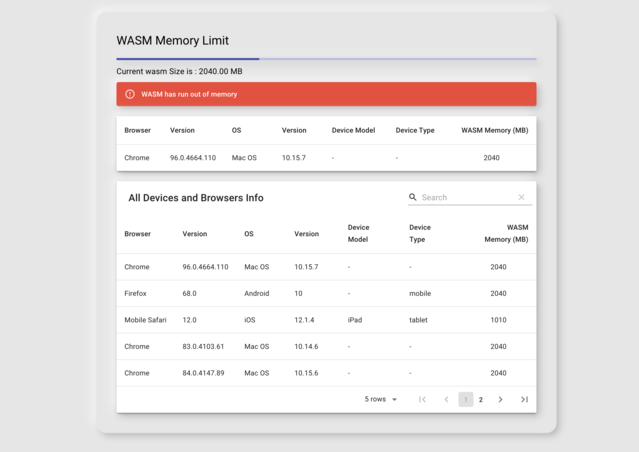 WASM Memory Limit
Current wasm Size is : 2040.00 MB
WASM has run out of memory
Browser Version OS Version Device Model Device Type WASM Memory (MB)
Chrome 96.0.4664.110 Mac OS 10.15.7 - - 2040
All Devices and Browsers Info Search
Browser Version OS Version Device Model Device Type WASM Memory (MB)
Chrome 96.0.4664.110 Mac OS 10.15.7 - - 2040
Firefox 68.0 Android 10 - mobile 2040
Mobile Safari 12.0 iOS 12.1.4 iPad tablet 1010
Chrome 83.0.4103.61 Mac OS 10.14.6 - - 2040
Chrome 84.0.4147.89 Mac OS 10.15.6 - - 2040
5 rows 1 2